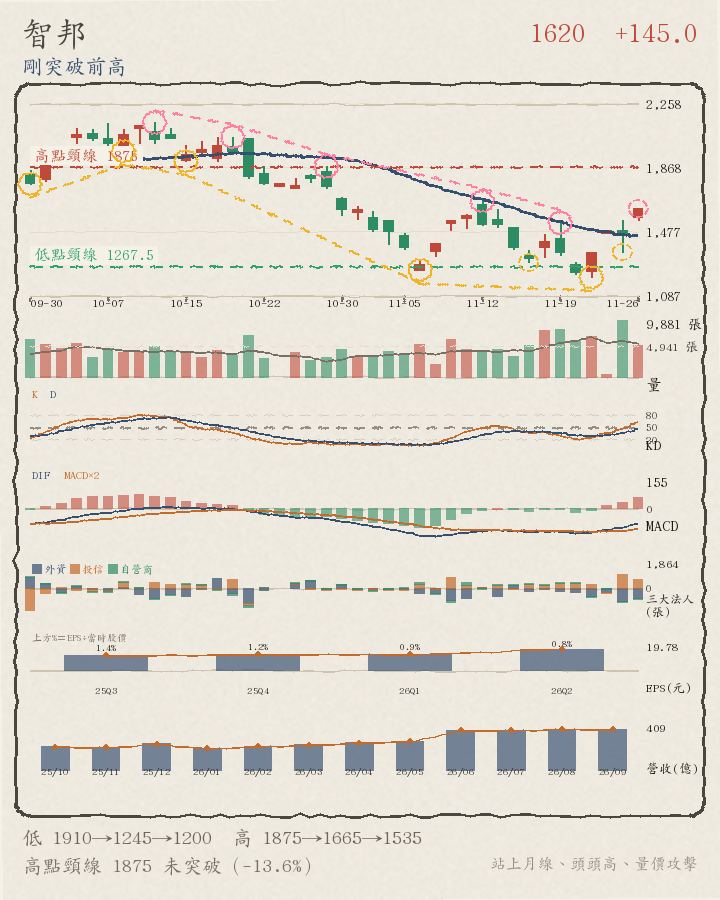 智邦
1620 +145.0
剛突破前高
2,258
高點頸線 1875
1,868
1,477
低點頸線 1267.5
1,087
09-30 10-07 10-15 10-22 10-30 11-05 11-12 11-19 11-26
9,881 張
4,941 張
量
K D
80
50
20
KD
DIF MACD×2
155
0
MACD
外資 投信 自營商
1,864
0
三大法人
(張)
上方%=EPS÷當時股價
1.4% 1.2% 0.9% 0.8%
19.78
25Q3 25Q4 26Q1 26Q2
EPS(元)
409
25/10 25/11 25/12 26/01 26/02 26/03 26/04 26/05 26/06 26/07 26/08 26/09
營收(億)
低 1910→1245→1200 高 1875→1665→1535
高點頸線 1875 未突破 (-13.6%)
站上月線、頭頭高、量價攻擊